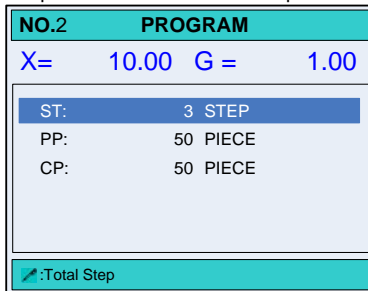 NO.2 PROGRAM
X= 10.00 G = 1.00
ST: 3 STEP
PP: 50 PIECE
CP: 50 PIECE
:Total Step